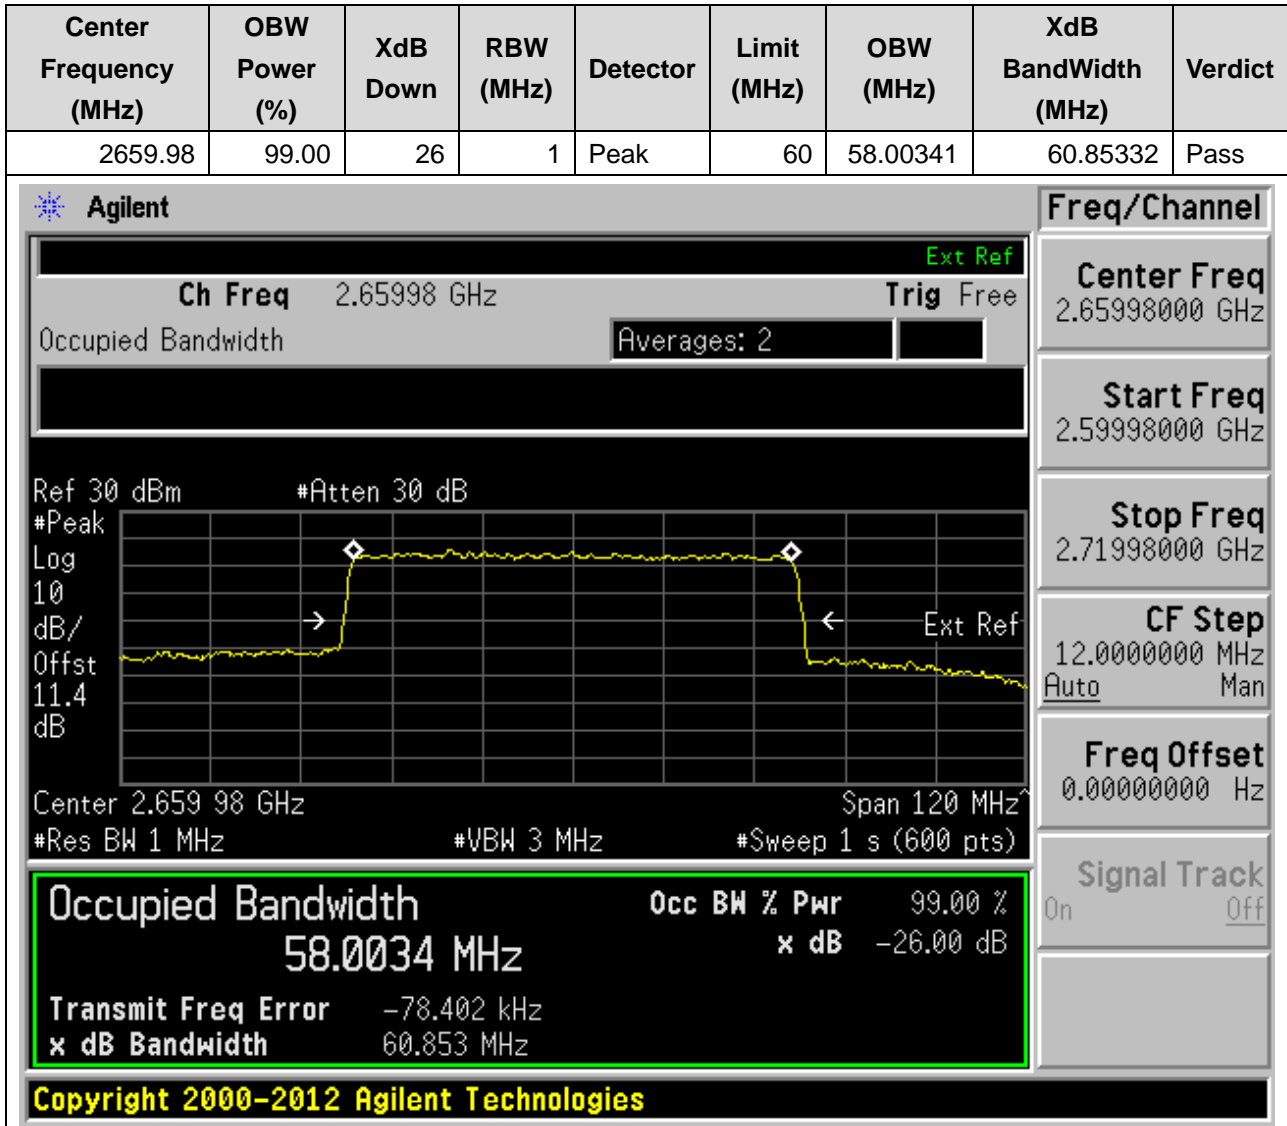 Center Frequency (MHz) OBW Power (%) XdB Down RBW (MHz) Detector Limit (MHz) OBW (MHz) XdB BandWidth (MHz) Verdict
2659.98 99.00 26 1 Peak 60 58.00341 60.85332 Pass
Agilent
Freq/Channel
Ext Ref
Ch Freq 2.65998 GHz Trig Free
Occupied Bandwidth Averages: 2
Ref 30 dBm #Atten 30 dB
#Peak
Log
10
dB/
Offst
11.4
dB
Ext Ref
Center 2.659 98 GHz Span 120 MHz^
#Res BW 1 MHz #VBW 3 MHz #Sweep 1 s (600 pts)
Occupied Bandwidth Occ BW % Pwr 99.00 %
58.0034 MHz x dB -26.00 dB
Transmit Freq Error -78.402 kHz
x dB Bandwidth 60.853 MHz
Center Freq
2.65998000 GHz
Start Freq
2.59998000 GHz
Stop Freq
2.71998000 GHz
CF Step
12.0000000 MHz
Auto Man
Freq Offset
0.00000000 Hz
Signal Track
On Off
Copyright 2000-2012 Agilent Technologies